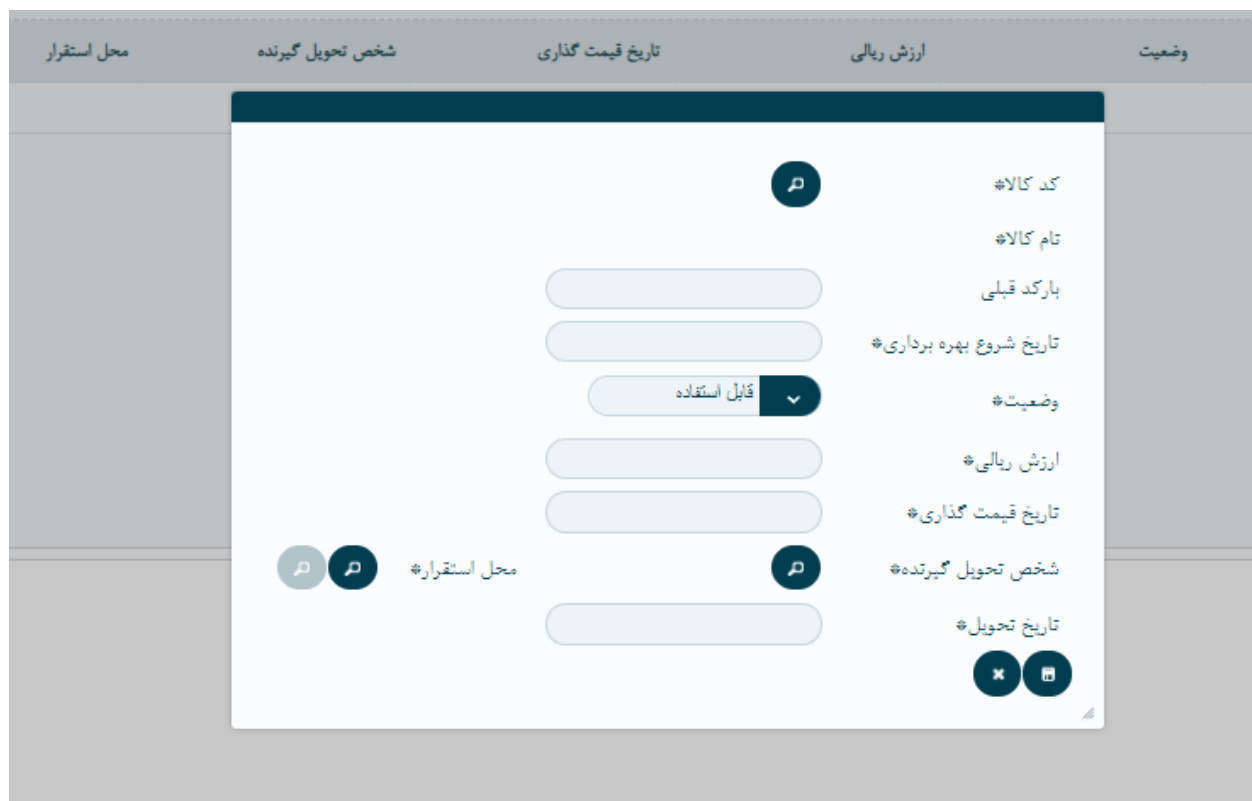 وضعیت ارزش ریالی تاریخ قیمت گذاری شخص تحویل گیرنده محل استقرار
کد کالا*
نام کالا*
بارکد قبلی
تاریخ شروع بهره برداری*
وضعیت* قابل استفاده
ارزش ریالی*
تاریخ قیمت گذاری*
شخص تحویل گیرنده* محل استقرار*
تاریخ تحویل*